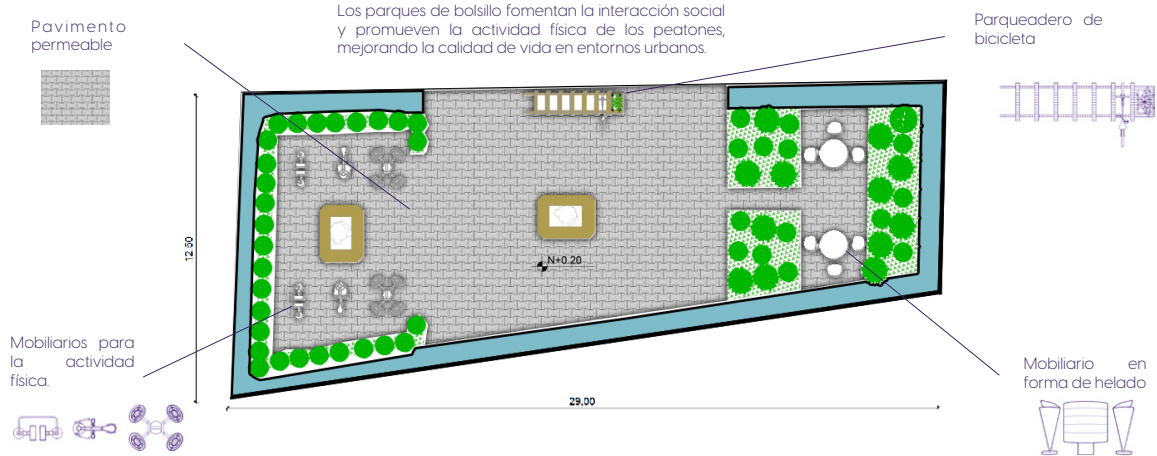 Pavimento
permeable
Los parques de bolsillo fomentan la interacción social
y promueven la actividad física de los peatones,
mejorando la calidad de vida en entornos urbanos.
Parqueadero de
bicicleta
12.50
N+0.20
Mobiliarios para
la actividad
física.
Mobiliario en
forma de helado
29.00